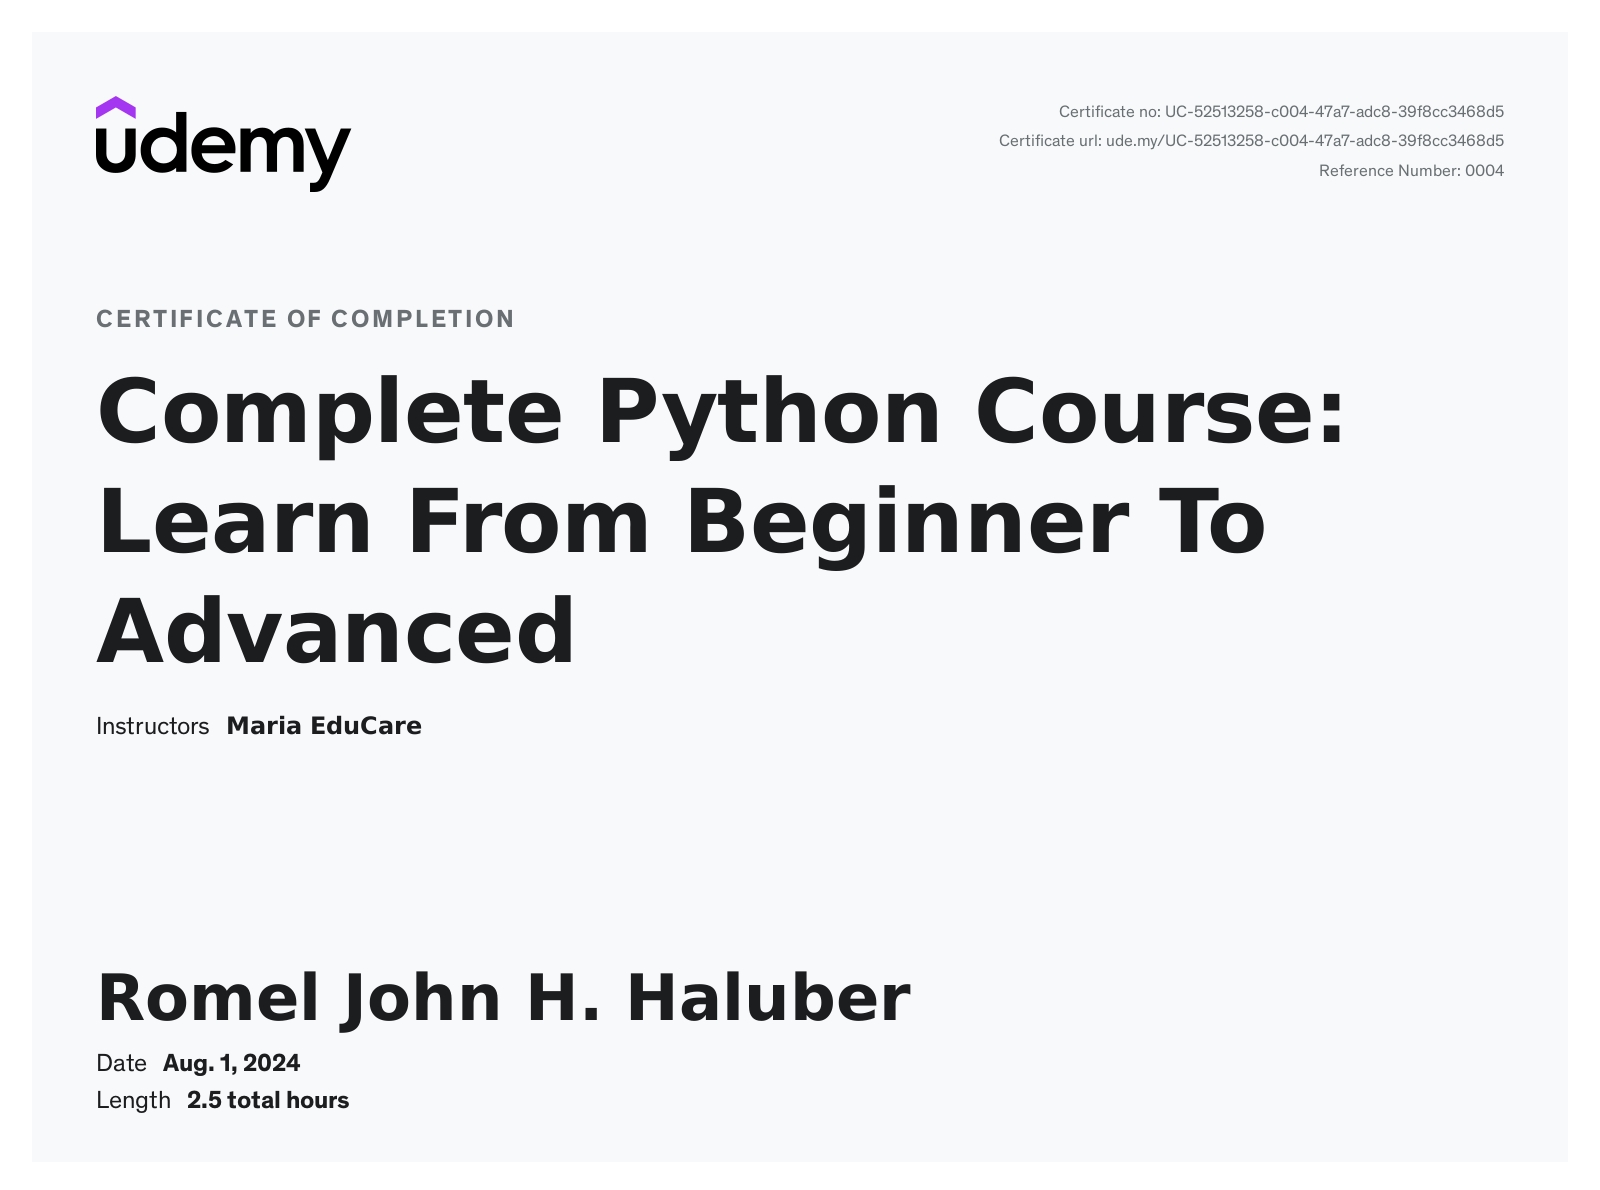 udemy
Certificate no: UC-52513258-c004-47a7-adc8-39f8cc3468d5
Certificate url: ude.my/UC-52513258-c004-47a7-adc8-39f8cc3468d5
Reference Number: 0004
CERTIFICATE OF COMPLETION
Complete Python Course:
Learn From Beginner To
Advanced
Instructors Maria EduCare
Romel John H. Haluber
Date Aug. 1, 2024
Length 2.5 total hours